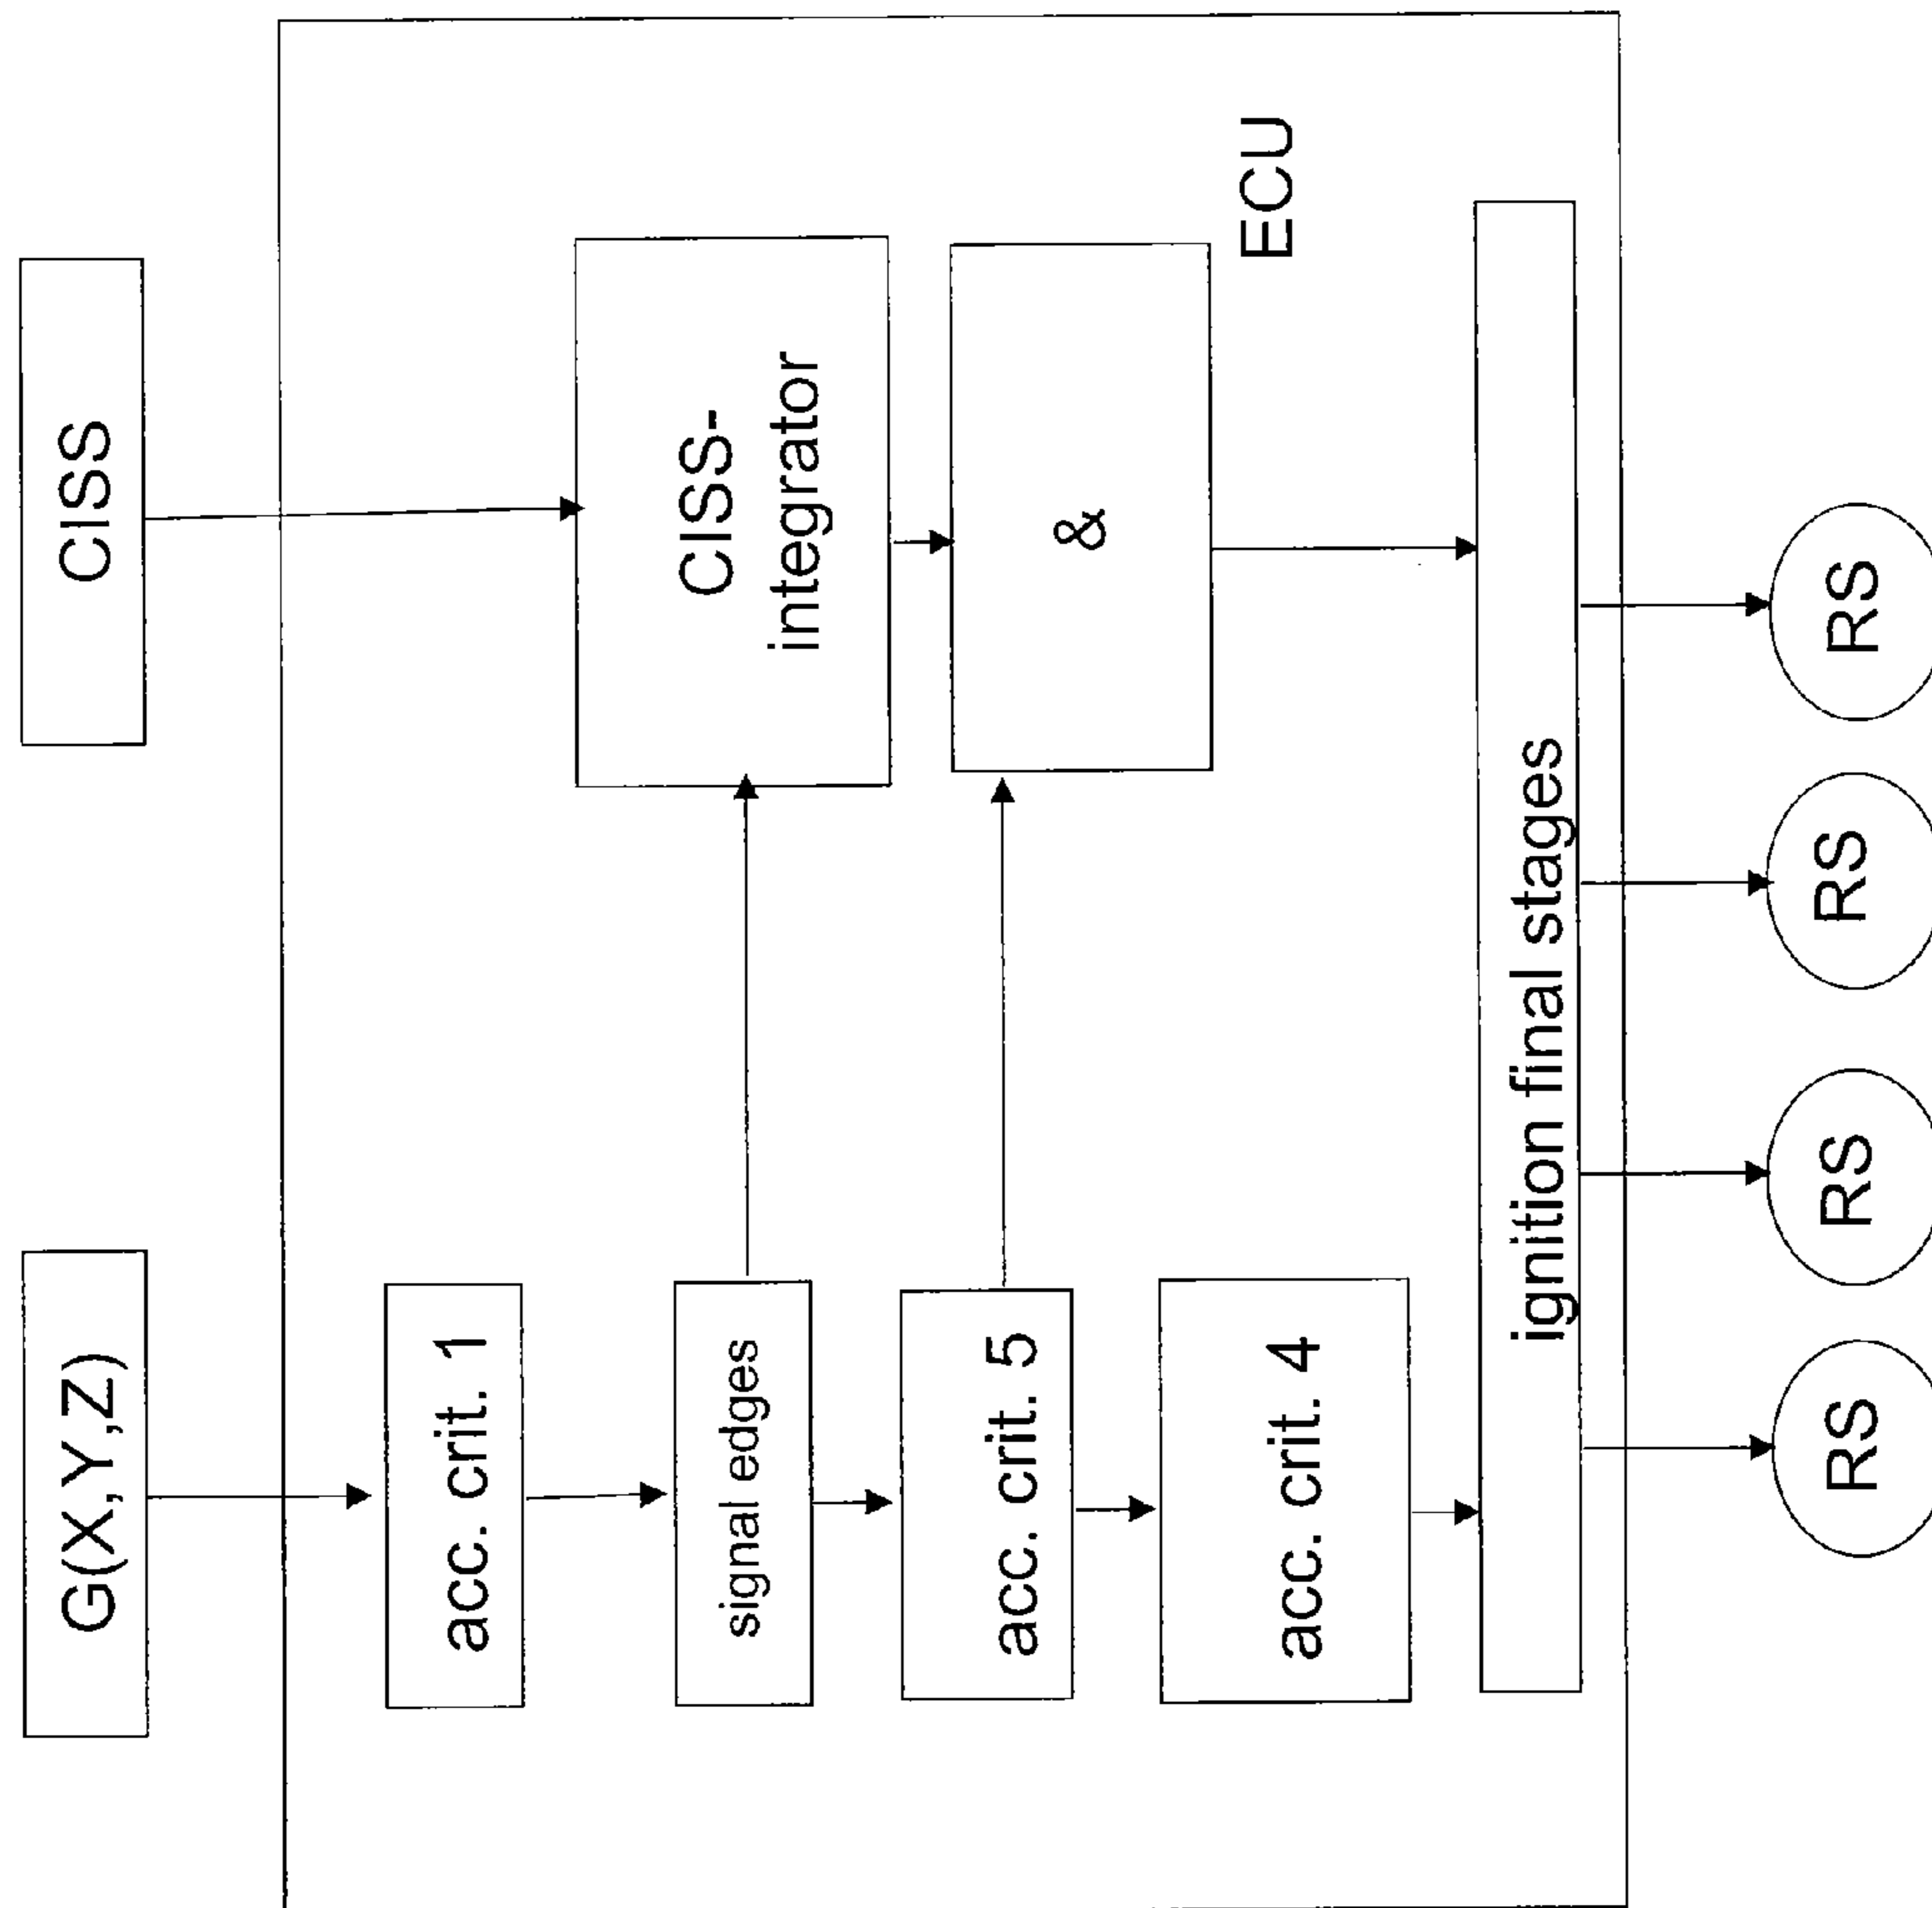 G(X,Y,Z)
CISS
acc. crit. 1
signal edges
CISS-
integrator
acc. crit. 5
&
acc. crit. 4
ECU
ignition final stages
RS
RS
RS
RS